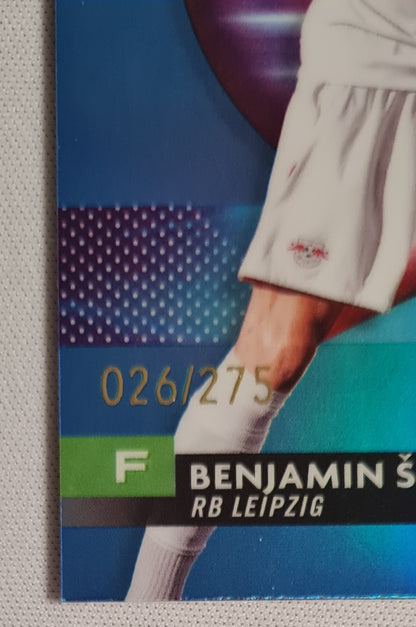 026/275
F
BENJAMIN Š
RB LEIPZIG